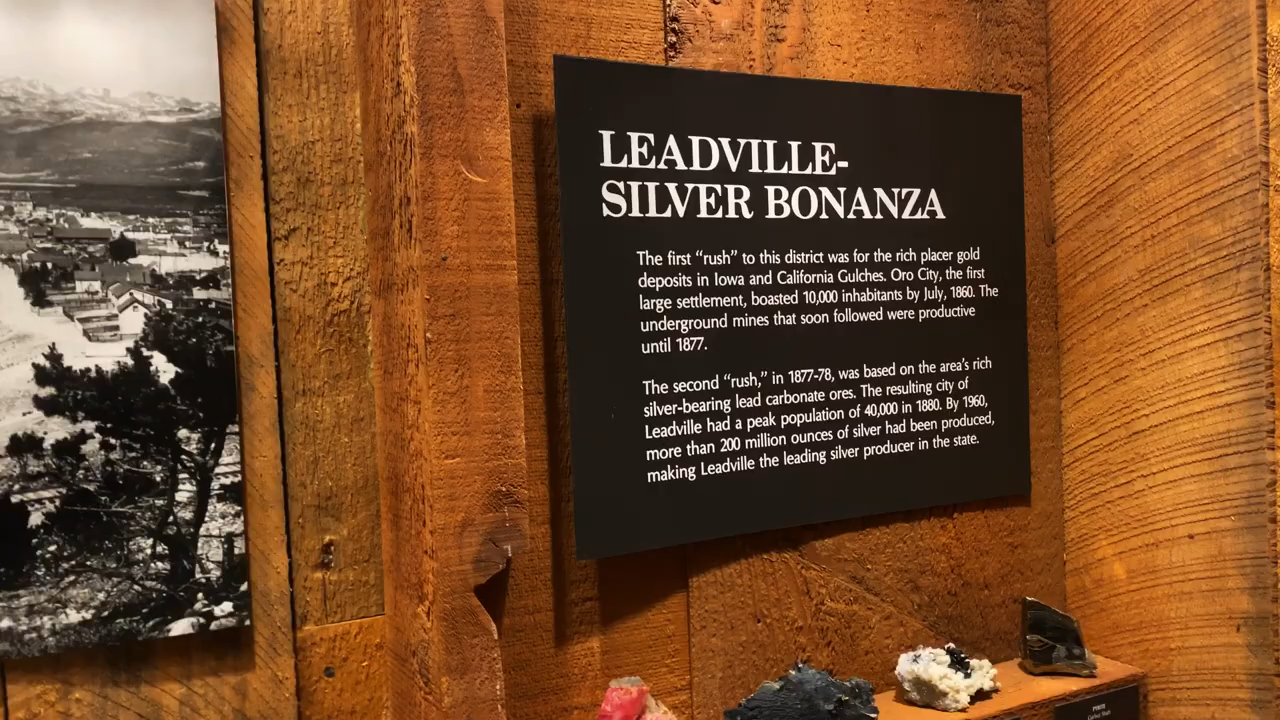 LEADVILLE-
SILVER BONANZA
The first “rush” to this district was for the rich placer gold
deposits in Iowa and California Gulches. Oro City, the first
large settlement, boasted 10,000 inhabitants by July, 1860. The
underground mines that soon followed were productive
until 1877.
The second “rush,” in 1877-78, was based on the area’s rich
silver-bearing lead carbonate ores. The resulting city of
Leadville had a peak population of 40,000 in 1880. By 1960,
more than 200 million ounces of silver had been produced,
making Leadville the leading silver producer in the state.